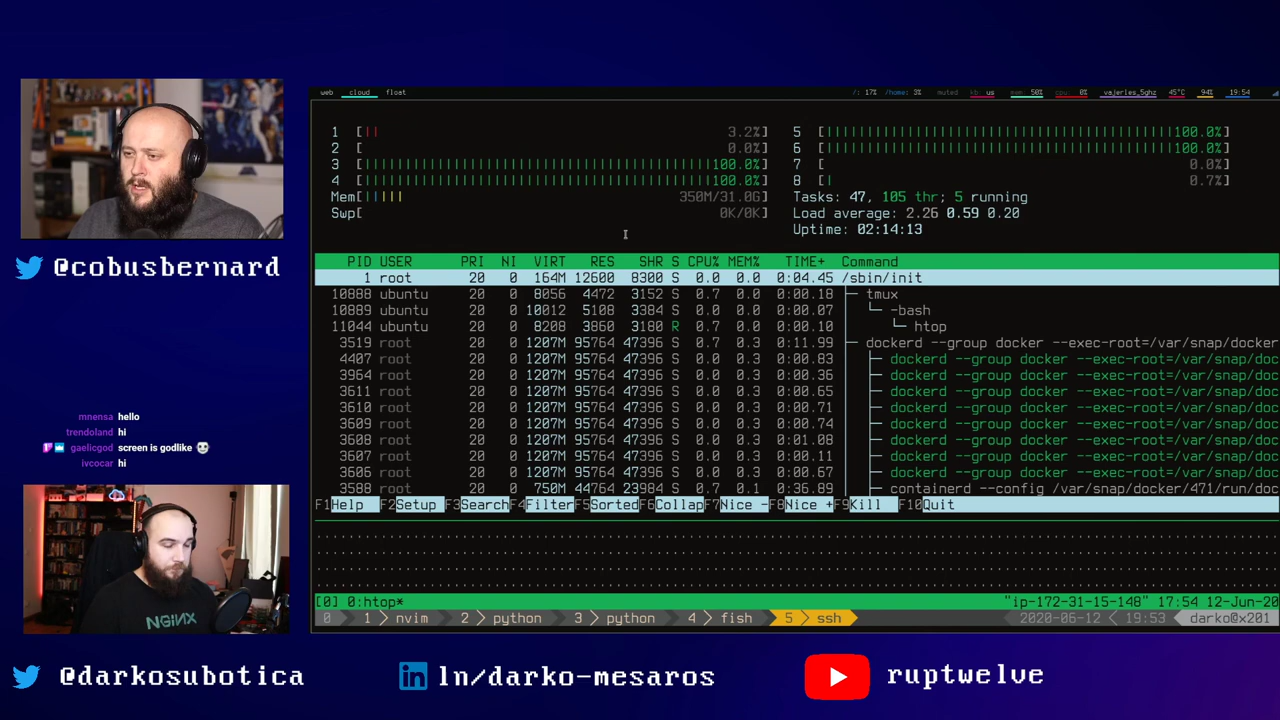 web cloud float /: 17% /home: 3% muted kb: us mem: 50% cpu: 0% vajerles_5ghz 45°C 94% 19:54
1 [|| 3.2%] 5 [||||||||||||||||||||||||||||||||||||||||100.0%]
2 [ 0.0%] 6 [||||||||||||||||||||||||||||||||||||||||100.0%]
3 [||||||||||||||||||||||||||||||||||||||||100.0%] 7 [ 0.0%]
4 [||||||||||||||||||||||||||||||||||||||||100.0%] 8 [| 0.7%]
Mem[||||| 350M/31.0G] Tasks: 47, 105 thr; 5 running
Swp[ 0K/0K] Load average: 2.26 0.59 0.20
Uptime: 02:14:13
PID USER PRI NI VIRT RES SHR S CPU% MEM% TIME+ Command
1 root 20 0 164M 12600 8300 S 0.0 0.0 0:04.45 /sbin/init
10888 ubuntu 20 0 8056 4472 3152 S 0.7 0.0 0:00.18 ├─ tmux
10889 ubuntu 20 0 10012 5108 3384 S 0.0 0.0 0:00.07 │ └─ -bash
11044 ubuntu 20 0 8208 3860 3180 R 0.7 0.0 0:00.10 │ └─ htop
3519 root 20 0 1207M 95764 47396 S 0.7 0.3 0:11.99 ├─ dockerd --group docker --exec-root=/var/snap/docker
4407 root 20 0 1207M 95764 47396 S 0.0 0.3 0:00.83 │ ├─ dockerd --group docker --exec-root=/var/snap/doc
3964 root 20 0 1207M 95764 47396 S 0.0 0.3 0:00.36 │ ├─ dockerd --group docker --exec-root=/var/snap/doc
3611 root 20 0 1207M 95764 47396 S 0.0 0.3 0:00.65 │ ├─ dockerd --group docker --exec-root=/var/snap/doc
3610 root 20 0 1207M 95764 47396 S 0.0 0.3 0:00.71 │ ├─ dockerd --group docker --exec-root=/var/snap/doc
3609 root 20 0 1207M 95764 47396 S 0.0 0.3 0:00.74 │ ├─ dockerd --group docker --exec-root=/var/snap/doc
3608 root 20 0 1207M 95764 47396 S 0.0 0.3 0:01.08 │ ├─ dockerd --group docker --exec-root=/var/snap/doc
3607 root 20 0 1207M 95764 47396 S 0.0 0.3 0:00.11 │ ├─ dockerd --group docker --exec-root=/var/snap/doc
3606 root 20 0 1207M 95764 47396 S 0.0 0.3 0:00.67 │ ├─ dockerd --group docker --exec-root=/var/snap/doc
3588 root 20 0 750M 44764 23984 S 0.7 0.1 0:36.89 │ ├─ containerd --config /var/snap/docker/471/run/doc
F1Help F2Setup F3SearchF4FilterF5SortedF6CollapF7Nice -F8Nice +F9Kill F10Quit
[0] 0:htop* "ip-172-31-15-148" 17:54 12-Jun-20
0 1 nvim 2 python 3 python 4 fish 5 ssh 2020-06-12 19:53 darko@x201
@cobusbernard
mnensa hello
trendoland hi
gaelicgod screen is godlike
ivcocar hi
NGINX
@darkosubotica ln/darko-mesaros ruptwelve